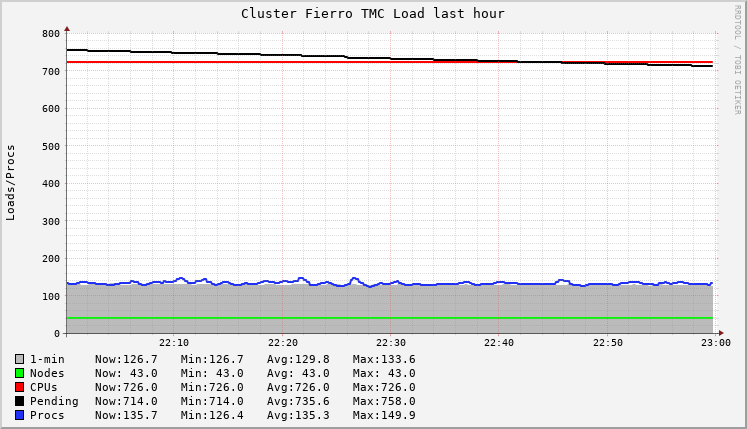 Cluster Fierro TMC Load last hour
RRDTOOL / TOBI OETIKER
Loads/Procs
800
700
600
500
400
300
200
100
0
22:10 22:20 22:30 22:40 22:50 23:00
1-min Now:126.7 Min:126.7 Avg:129.8 Max:133.6
Nodes Now: 43.0 Min: 43.0 Avg: 43.0 Max: 43.0
CPUs Now:726.0 Min:726.0 Avg:726.0 Max:726.0
Pending Now:714.0 Min:714.0 Avg:735.6 Max:758.0
Procs Now:135.7 Min:126.4 Avg:135.3 Max:149.9